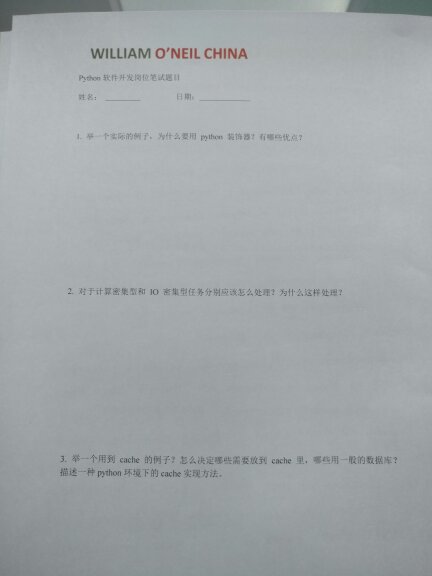 WILLIAM O'NEIL CHINA
Python 软件开发岗位笔试题目
姓名： ________ 日期：____________
1. 举一个实际的例子，为什么要用 python 装饰器？有哪些优点？
2. 对于计算密集型和 IO 密集型任务分别应该怎么处理？为什么这样处理？
3. 举一个用到 cache 的例子？怎么决定哪些需要放到 cache 里，哪些用一般的数据库？
描述一种 python 环境下的 cache 实现方法。